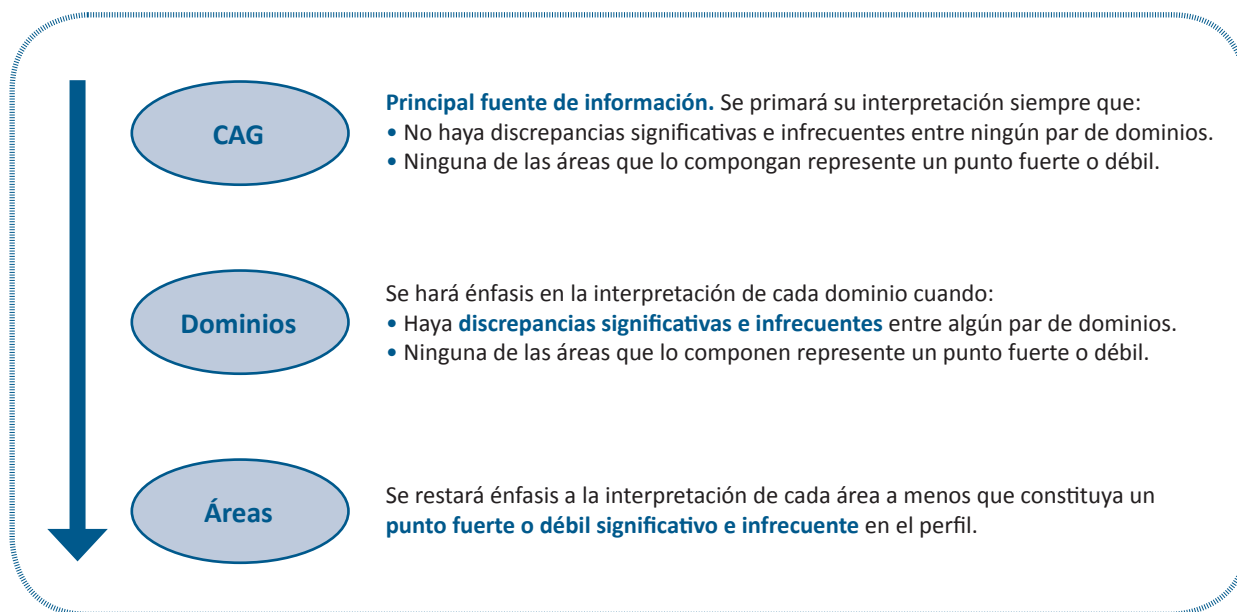 CAG
Principal fuente de información. Se primará su interpretación siempre que:
• No haya discrepancias significativas e infrecuentes entre ningún par de dominios.
• Ninguna de las áreas que lo compongan represente un punto fuerte o débil.
Dominios
Se hará énfasis en la interpretación de cada dominio cuando:
• Haya discrepancias significativas e infrecuentes entre algún par de dominios.
• Ninguna de las áreas que lo componen represente un punto fuerte o débil.
Áreas
Se restará énfasis a la interpretación de cada área a menos que constituya un
punto fuerte o débil significativo e infrecuente en el perfil.